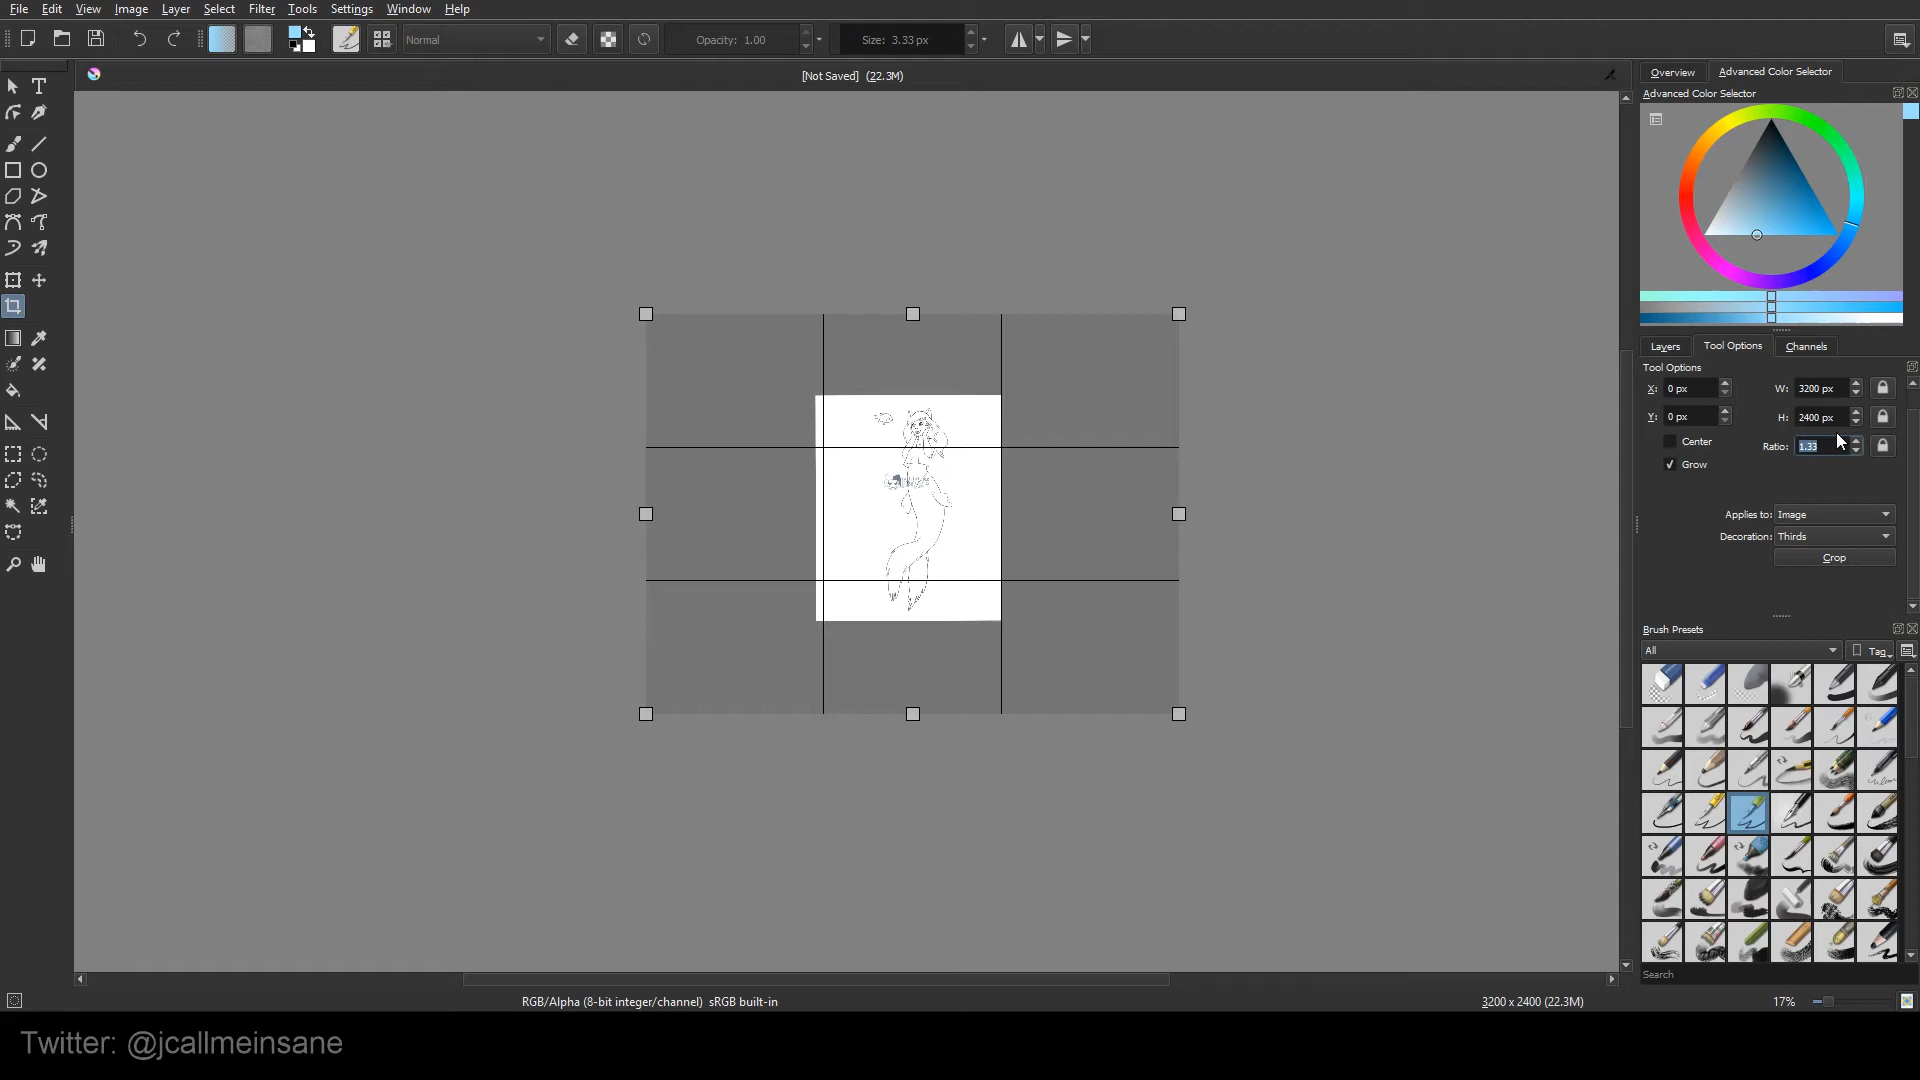 File Edit View Image Layer Select Filter Tools Settings Window Help
Normal
Opacity: 1.00
Size: 3.33 px
[Not Saved] (22.3M)
Overview Advanced Color Selector
Advanced Color Selector
Layers Tool Options Channels
Tool Options
X: 0 px W: 3200 px
Y: 0 px H: 2400 px
Center Ratio: 1.33
Grow
Applies to: Image
Decoration: Thirds
Crop
Brush Presets
All Tag
Search
RGB/Alpha (8-bit integer/channel) sRGB built-in
3200 x 2400 (22.3M)
17%
Twitter: @jcallmeinsane